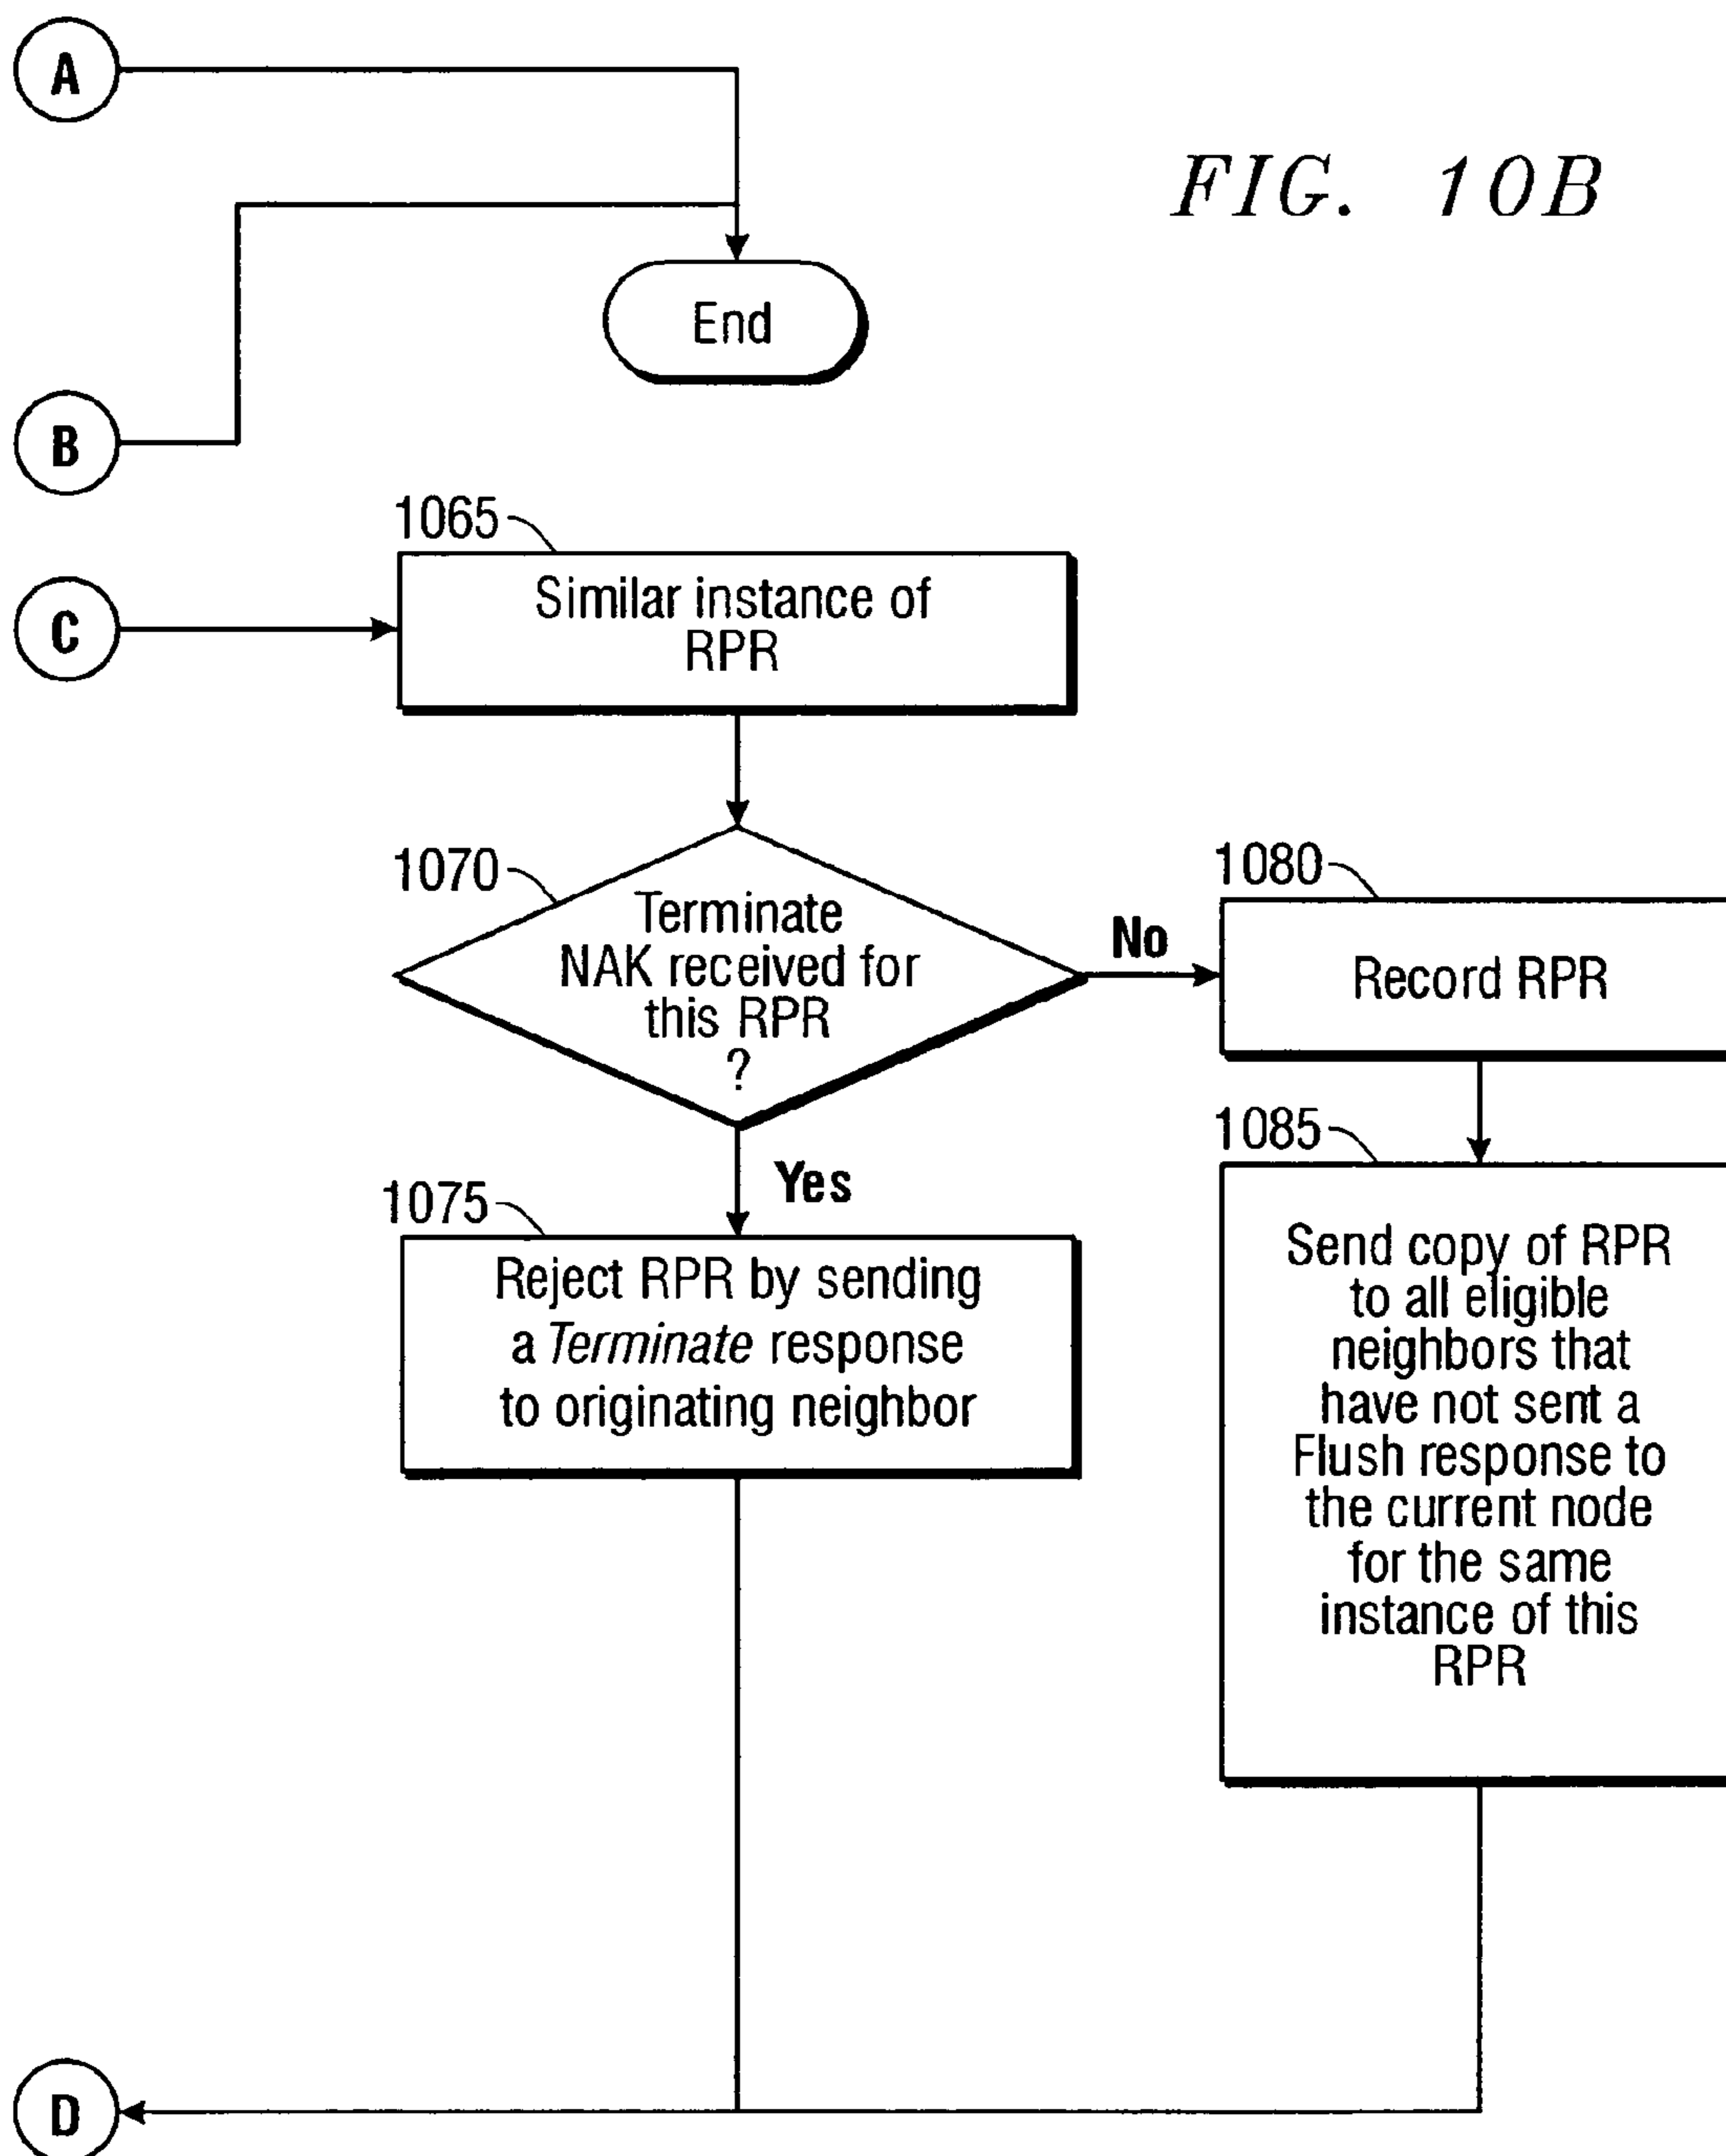 A
FIG. 10B
End
B
1065
C
Similar instance of
RPR
1070
Terminate
NAK received for
this RPR
?
No
Yes
1080
Record RPR
1075
Reject RPR by sending
a Terminate response
to originating neighbor
1085
Send copy of RPR
to all eligible
neighbors that
have not sent a
Flush response to
the current node
for the same
instance of this
RPR
D